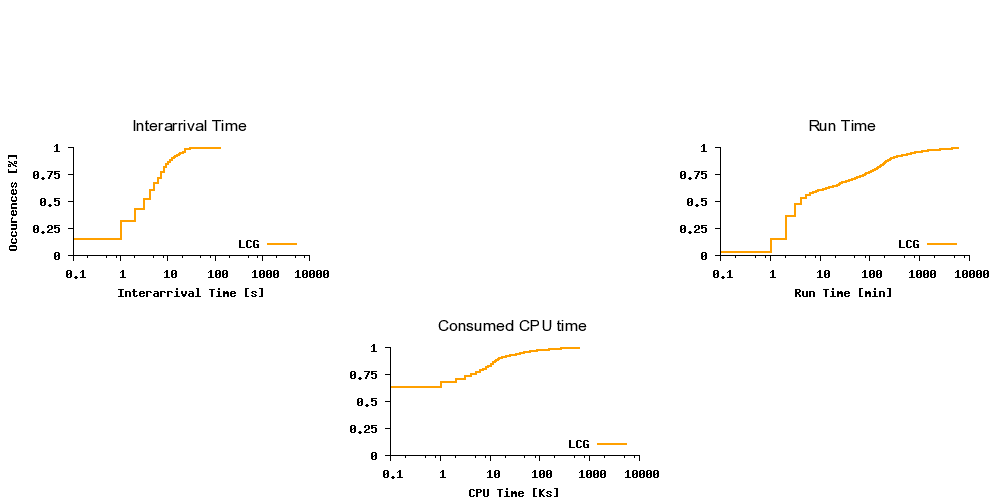 Interarrival Time
Occurences [%]
1
0.75
0.5
0.25
0
LCG
0.1 1 10 100 1000 10000
Interarrival Time [s]
Run Time
1
0.75
0.5
0.25
0
LCG
0.1 1 10 100 1000 10000
Run Time [min]
Consumed CPU time
1
0.75
0.5
0.25
0
LCG
0.1 1 10 100 1000 10000
CPU Time [Ks]